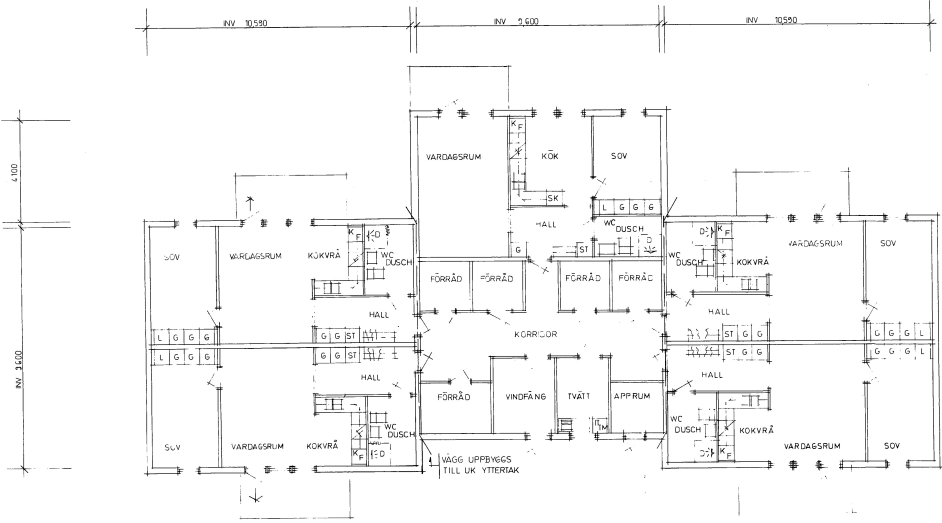 INV 10,590
INV 9,600
INV 10,590
4100
INV 9,600
VARDAGSRUM
KÖK
SOV
K
F
SK
L G G G
HALL
WC
DUSCH
D
G
ST
SOV
VARDAGSRUM
KOKVRÅ
K
F
D
WC
DUSCH
HALL
L G G G
G G ST
FÖRRÅD
FÖRRÅD
FÖRRÅD
FÖRRÅD
D
K
F
WC
DUSCH
KOKVRÅ
VARDAGSRUM
SOV
HALL
ST G G
G G G L
KORRIDOR
L G G G
G G ST
HALL
SOV
VARDAGSRUM
KOKVRÅ
K
F
WC
DUSCH
D
FÖRRÅD
VINDFÅNG
TVÄTT
APP RUM
ST G G
G G G L
HALL
WC
DUSCH
D
K
F
KOKVRÅ
VARDAGSRUM
SOV
VÄGG UPPBYGGS
TILL UK YTTERTAK